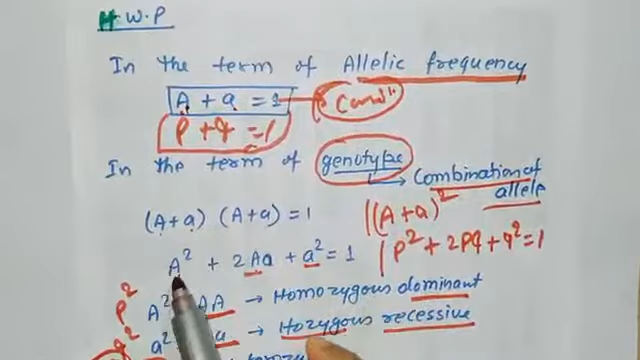 H.W.P
In the term of Allelic frequency
A + a = 1 Cond"
P + q = 1
In the term of genotype → Combination of allele
(A+a) (A+a) = 1 (A+a)²
A² + 2Aa + a² = 1 P² + 2Pq + q² = 1
P² A² AA → Homozygous dominant
q² a² a → Hozygous recessive